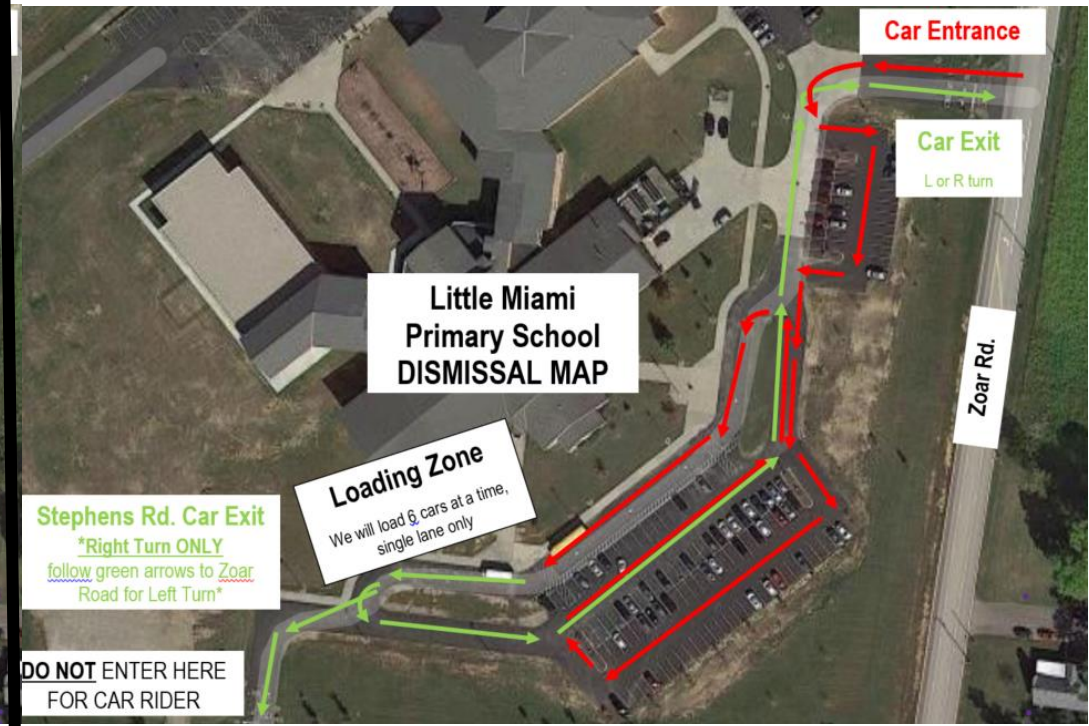 Car Entrance
Car Exit
L or R turn
Little Miami
Primary School
DISMISSAL MAP
Zoar Rd.
Loading Zone
We will load 6 cars at a time,
single lane only
Stephens Rd. Car Exit
*Right Turn ONLY
follow green arrows to Zoar
Road for Left Turn*
DO NOT ENTER HERE
FOR CAR RIDER